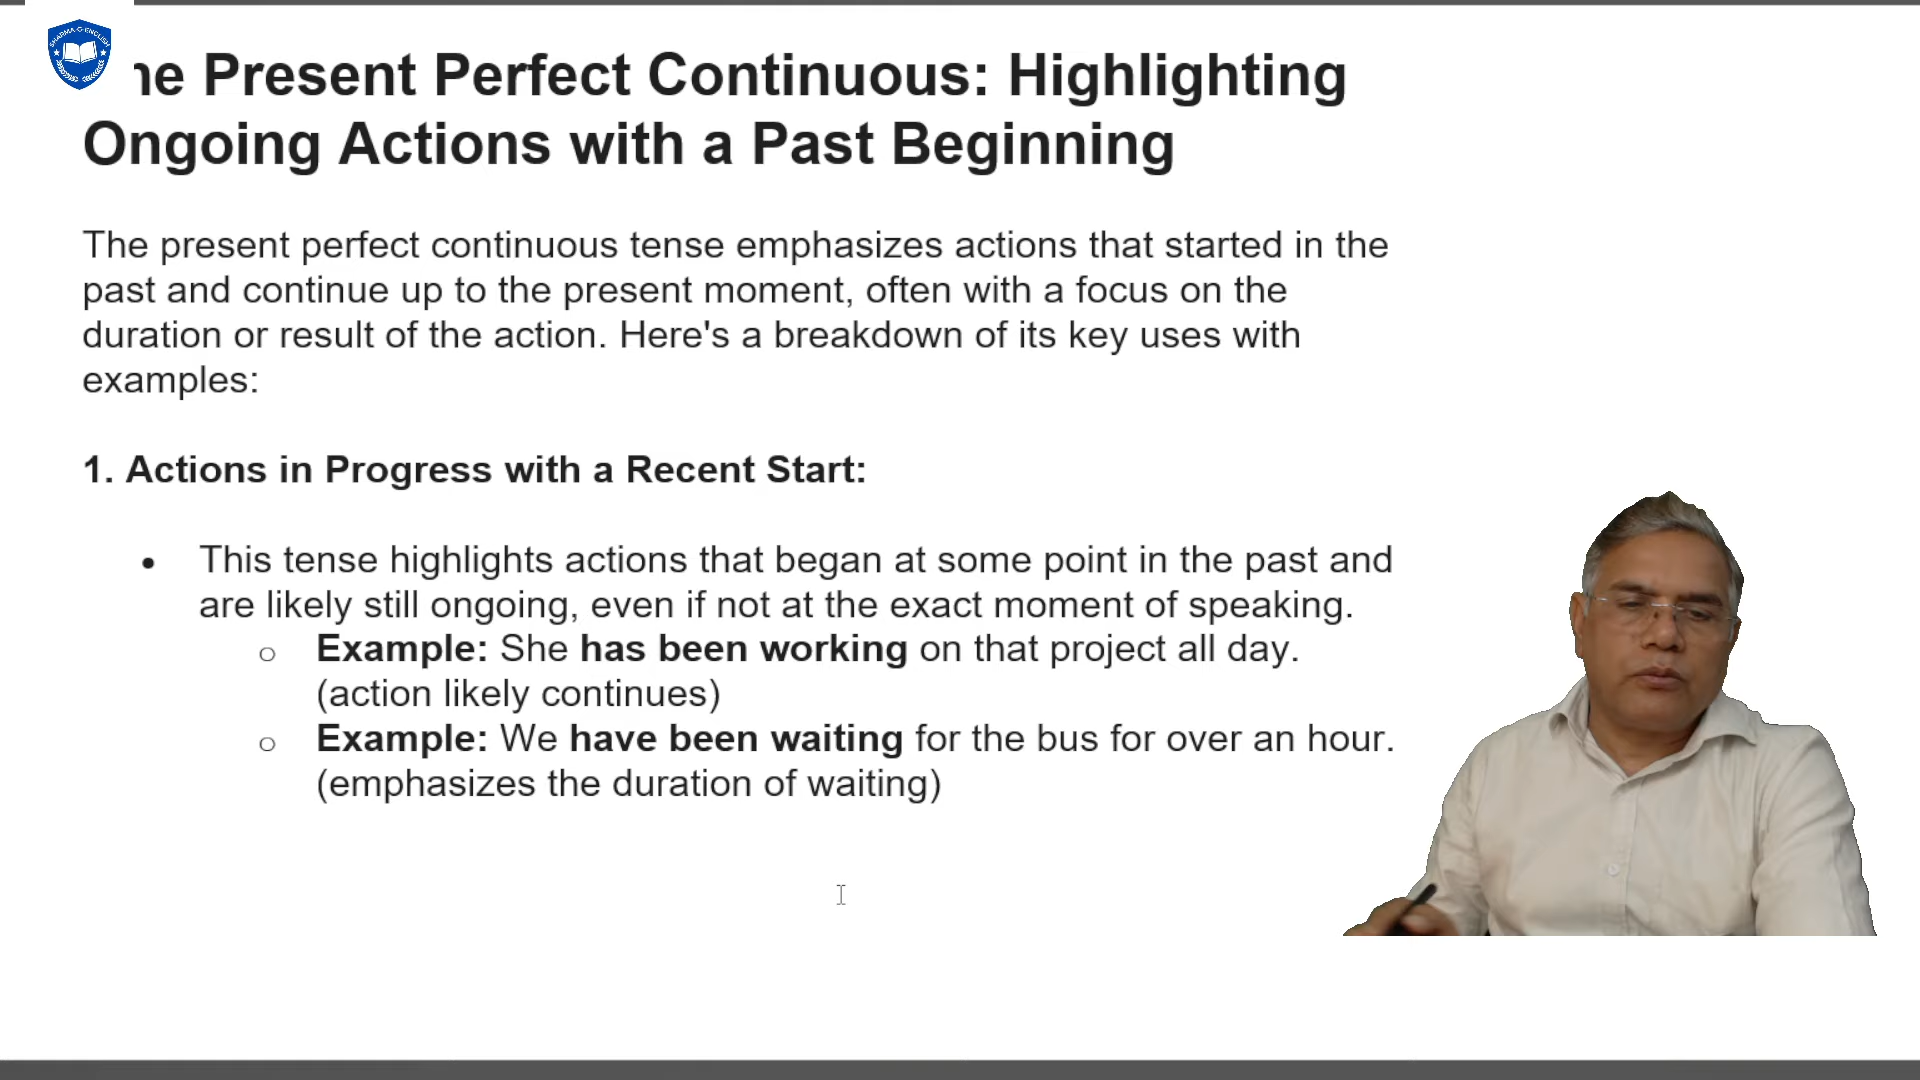 SHARMA-G-ENGLISH
he Present Perfect Continuous: Highlighting
Ongoing Actions with a Past Beginning
The present perfect continuous tense emphasizes actions that started in the
past and continue up to the present moment, often with a focus on the
duration or result of the action. Here's a breakdown of its key uses with
examples:
1. Actions in Progress with a Recent Start:
• This tense highlights actions that began at some point in the past and
are likely still ongoing, even if not at the exact moment of speaking.
o Example: She has been working on that project all day.
(action likely continues)
o Example: We have been waiting for the bus for over an hour.
(emphasizes the duration of waiting)